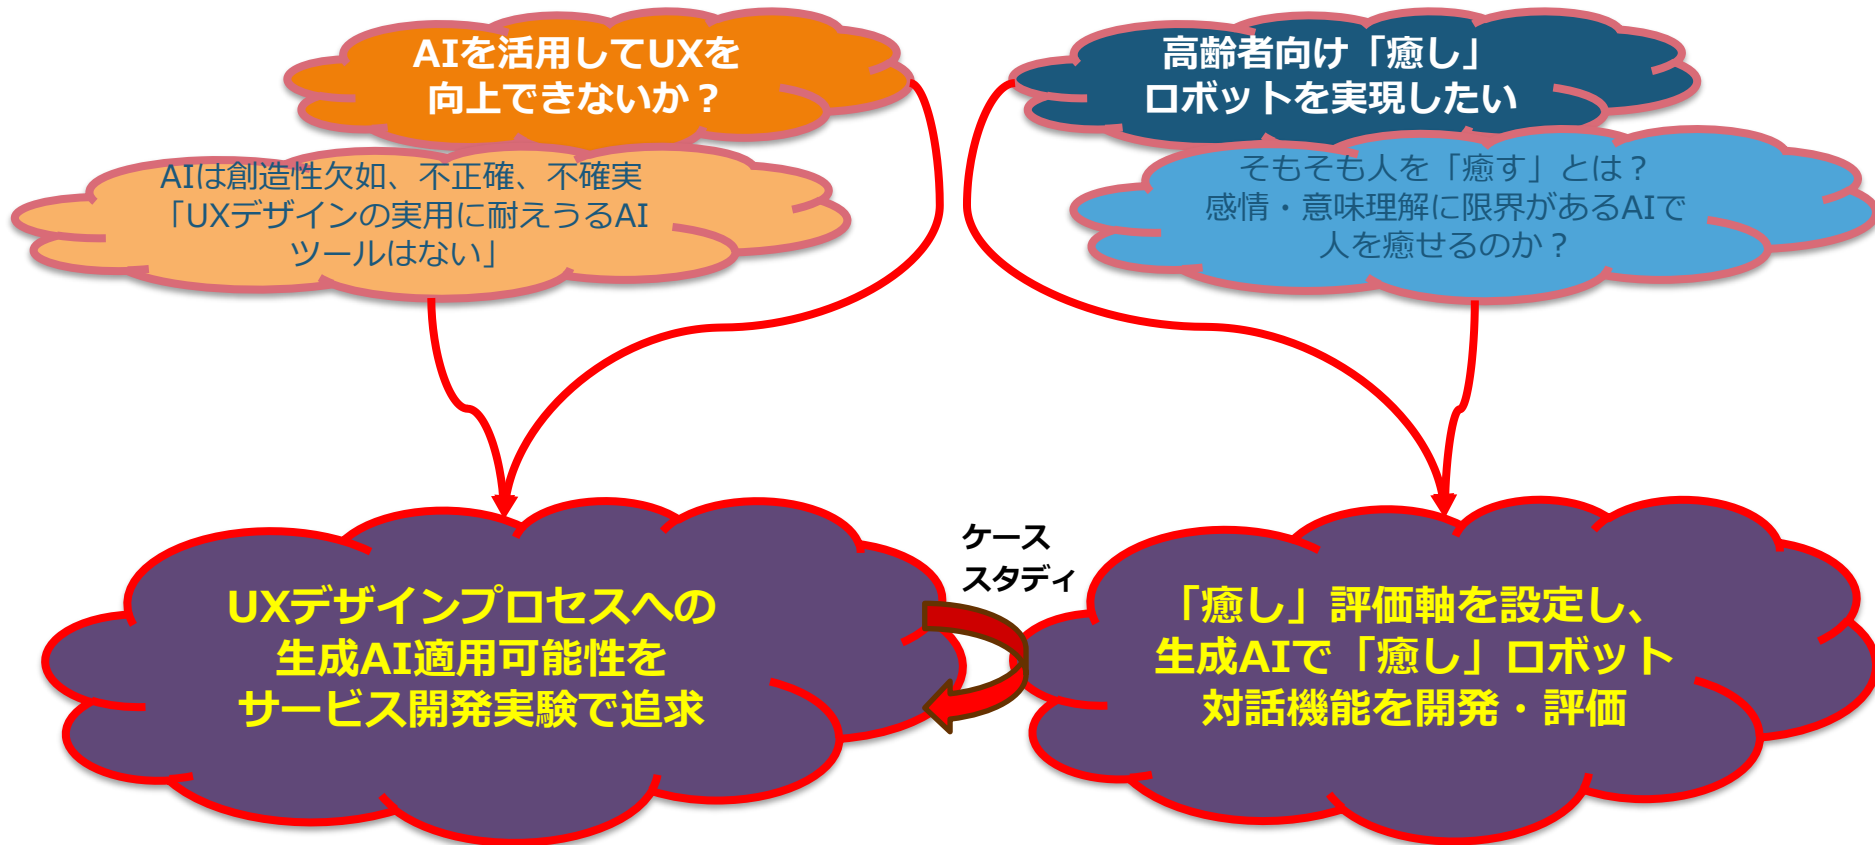 AIを活用してUXを
向上できないか？
高齢者向け「癒し」
ロボットを実現したい
AIは創造性欠如、不正確、不確実
「UXデザインの実用に耐えうるAI
ツールはない」
そもそも人を「癒す」とは？
感情・意味理解に限界があるAIで
人を癒せるのか？
UXデザインプロセスへの
生成AI適用可能性を
サービス開発実験で追求
ケース
スタディ
「癒し」評価軸を設定し、
生成AIで「癒し」ロボット
対話機能を開発・評価